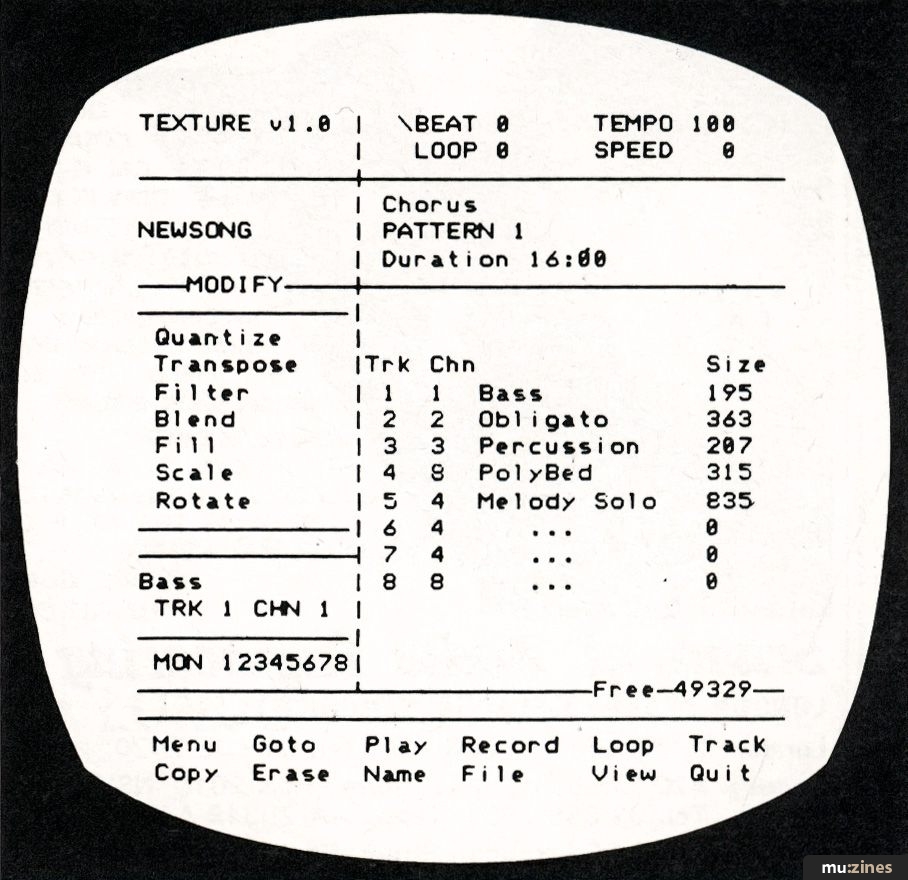 TEXTURE v1.0 \BEAT 0 TEMPO 100
LOOP 0 SPEED 0
Chorus
NEWSONG PATTERN 1
Duration 16:00
MODIFY
Quantize
Transpose Trk Chn Size
Filter 1 1 Bass 195
Blend 2 2 Obligato 363
Fill 3 3 Percussion 207
Scale 4 8 PolyBed 315
Rotate 5 4 Melody Solo 835
6 4 ... 0
7 4 ... 0
Bass 8 8 ... 0
TRK 1 CHN 1
MON 12345678
Free 49329
Menu Goto Play Record Loop Track
Copy Erase Name File View Quit
mu:zines